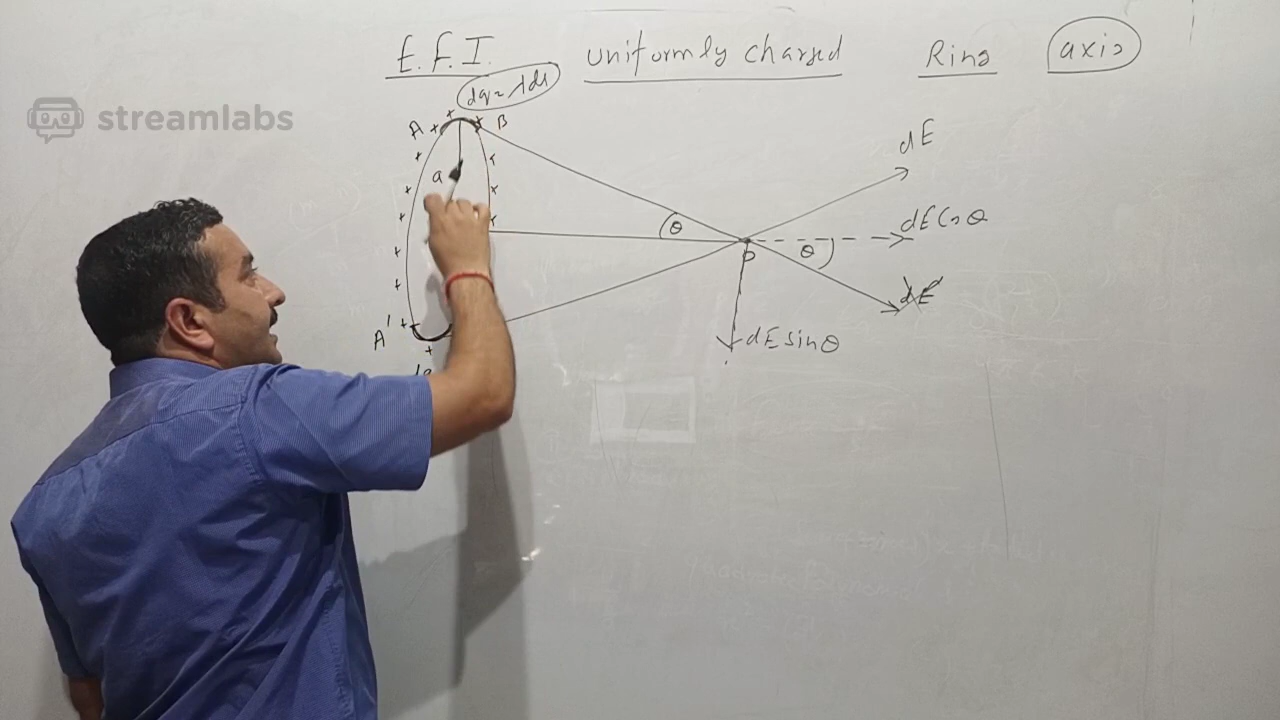 streamlabs
E.F.I. uniformly charged Ring axis
dq = λdl
A B
a
θ
P
θ
dE
dE Cos θ
dE'
dE sin θ
A'